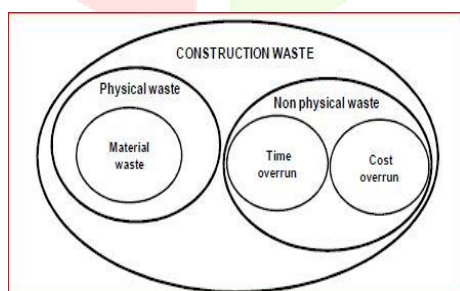 CONSTRUCTION WASTE
Physical waste
Non physical waste
Material
waste
Time
overrun
Cost
overrun